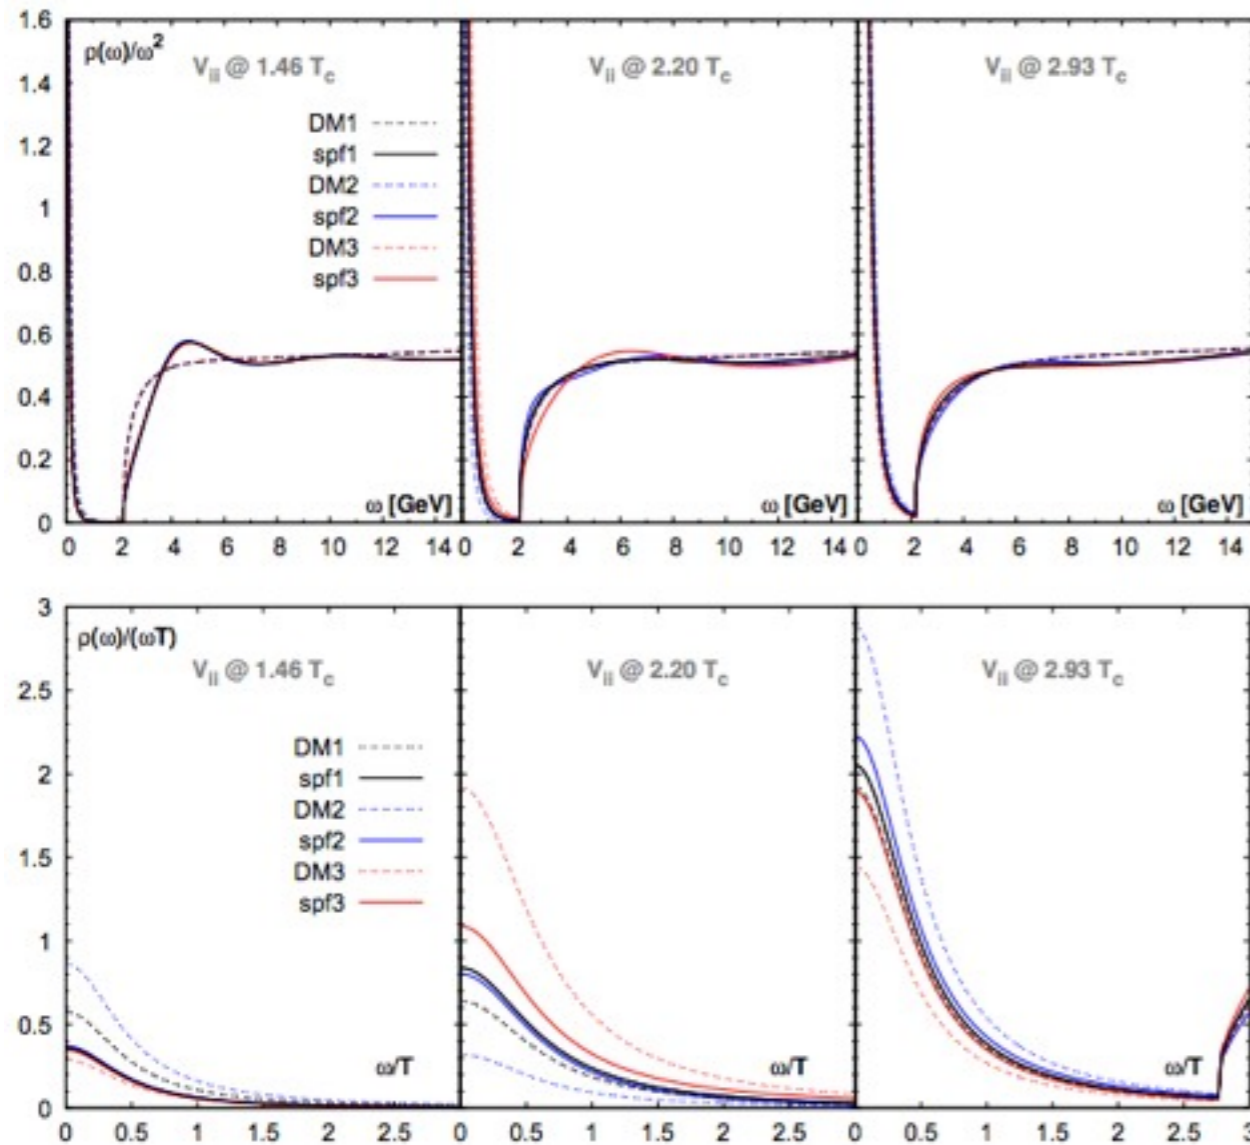 1.6
1.4
1.2
1
0.8
0.6
0.4
0.2
0
ρ(ω)/ω²
V_ii @ 1.46 T_c
V_ii @ 2.20 T_c
V_ii @ 2.93 T_c
DM1
spf1
DM2
spf2
DM3
spf3
ω [GeV]
ω [GeV]
ω [GeV]
0 2 4 6 8 10 12 14
0 2 4 6 8 10 12 14
0 2 4 6 8 10 12 14
3
2.5
2
1.5
1
0.5
0
ρ(ω)/(ωT)
V_ii @ 1.46 T_c
V_ii @ 2.20 T_c
V_ii @ 2.93 T_c
DM1
spf1
DM2
spf2
DM3
spf3
ω/T
ω/T
ω/T
0 0.5 1 1.5 2 2.5
0 0.5 1 1.5 2 2.5
0 0.5 1 1.5 2 2.5